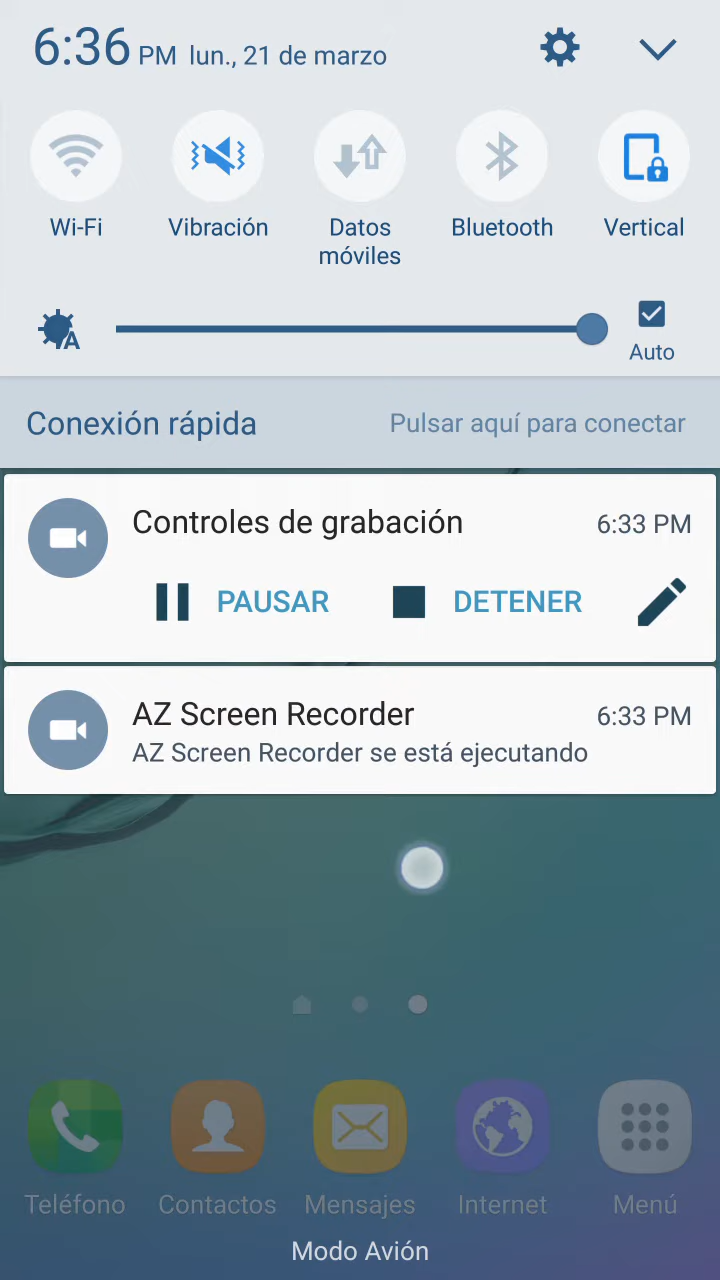 6:36 PM lun., 21 de marzo
Wi-Fi
Vibración
Datos móviles
Bluetooth
Vertical
A
Auto
Conexión rápida
Pulsar aquí para conectar
Controles de grabación
6:33 PM
PAUSAR
DETENER
AZ Screen Recorder
6:33 PM
AZ Screen Recorder se está ejecutando
Teléfono
Contactos
Mensajes
Internet
Menú
Modo Avión